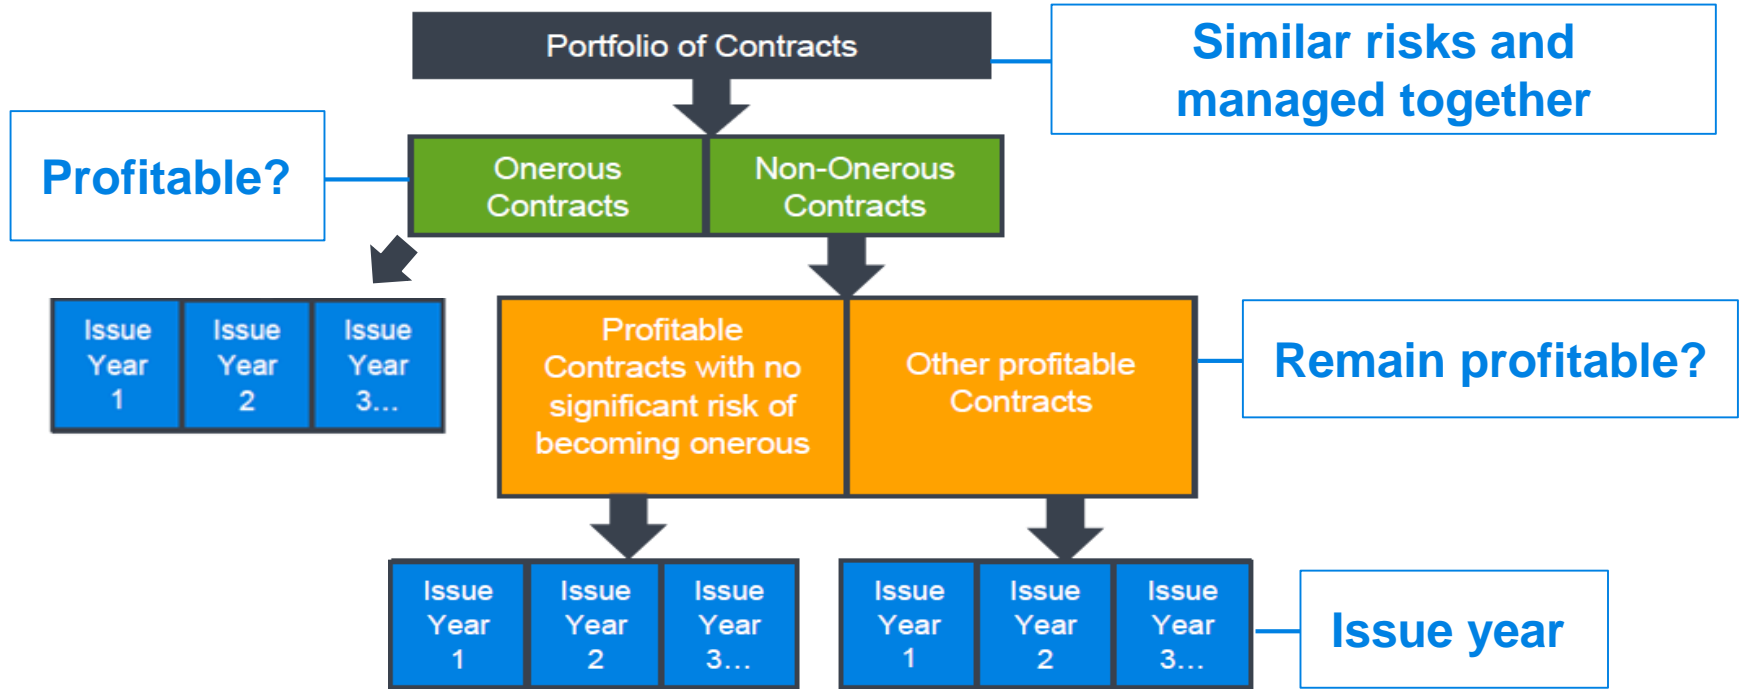 Portfolio of Contracts
Similar risks and
managed together
Profitable?
Onerous
Contracts
Non-Onerous
Contracts
Issue
Year
1
Issue
Year
2
Issue
Year
3...
Profitable
Contracts with no
significant risk of
becoming onerous
Other profitable
Contracts
Remain profitable?
Issue
Year
1
Issue
Year
2
Issue
Year
3...
Issue
Year
1
Issue
Year
2
Issue
Year
3...
Issue year